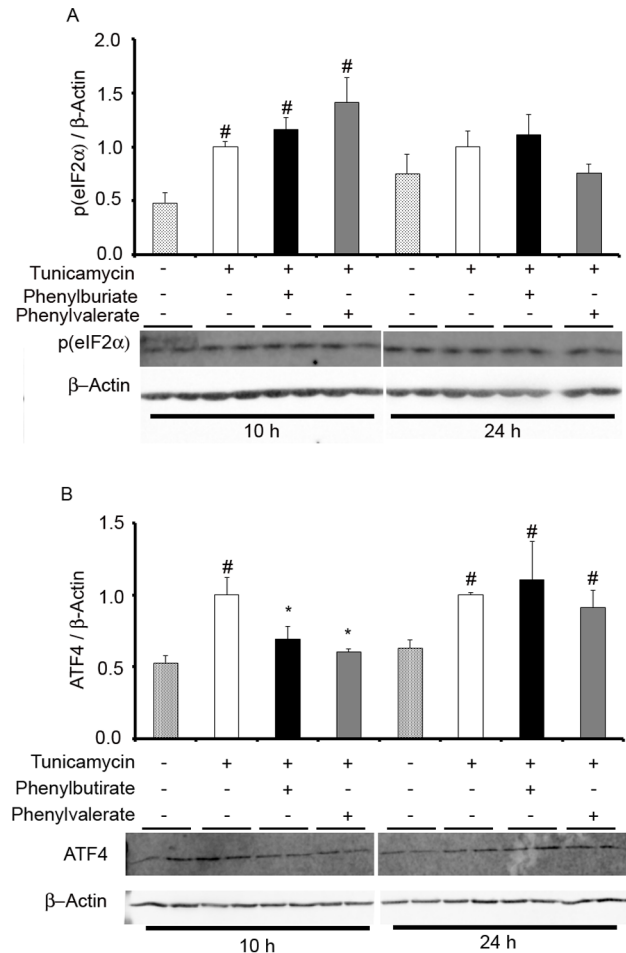 A
p(eIF2α) / β-Actin
2.0
1.5
1.0
0.5
0.0
# # #
Tunicamycin - + + + - + + +
Phenylburiate - - + - - - + -
Phenylvalerate - - - + - - - +
p(eIF2α)
β–Actin
10 h 24 h
B
ATF4 / β-Actin
1.5
1.0
0.5
0.0
# * * # # #
Tunicamycin - + + + - + + +
Phenylbutirate - - + - - - + -
Phenylvalerate - - - + - - - +
ATF4
β–Actin
10 h 24 h